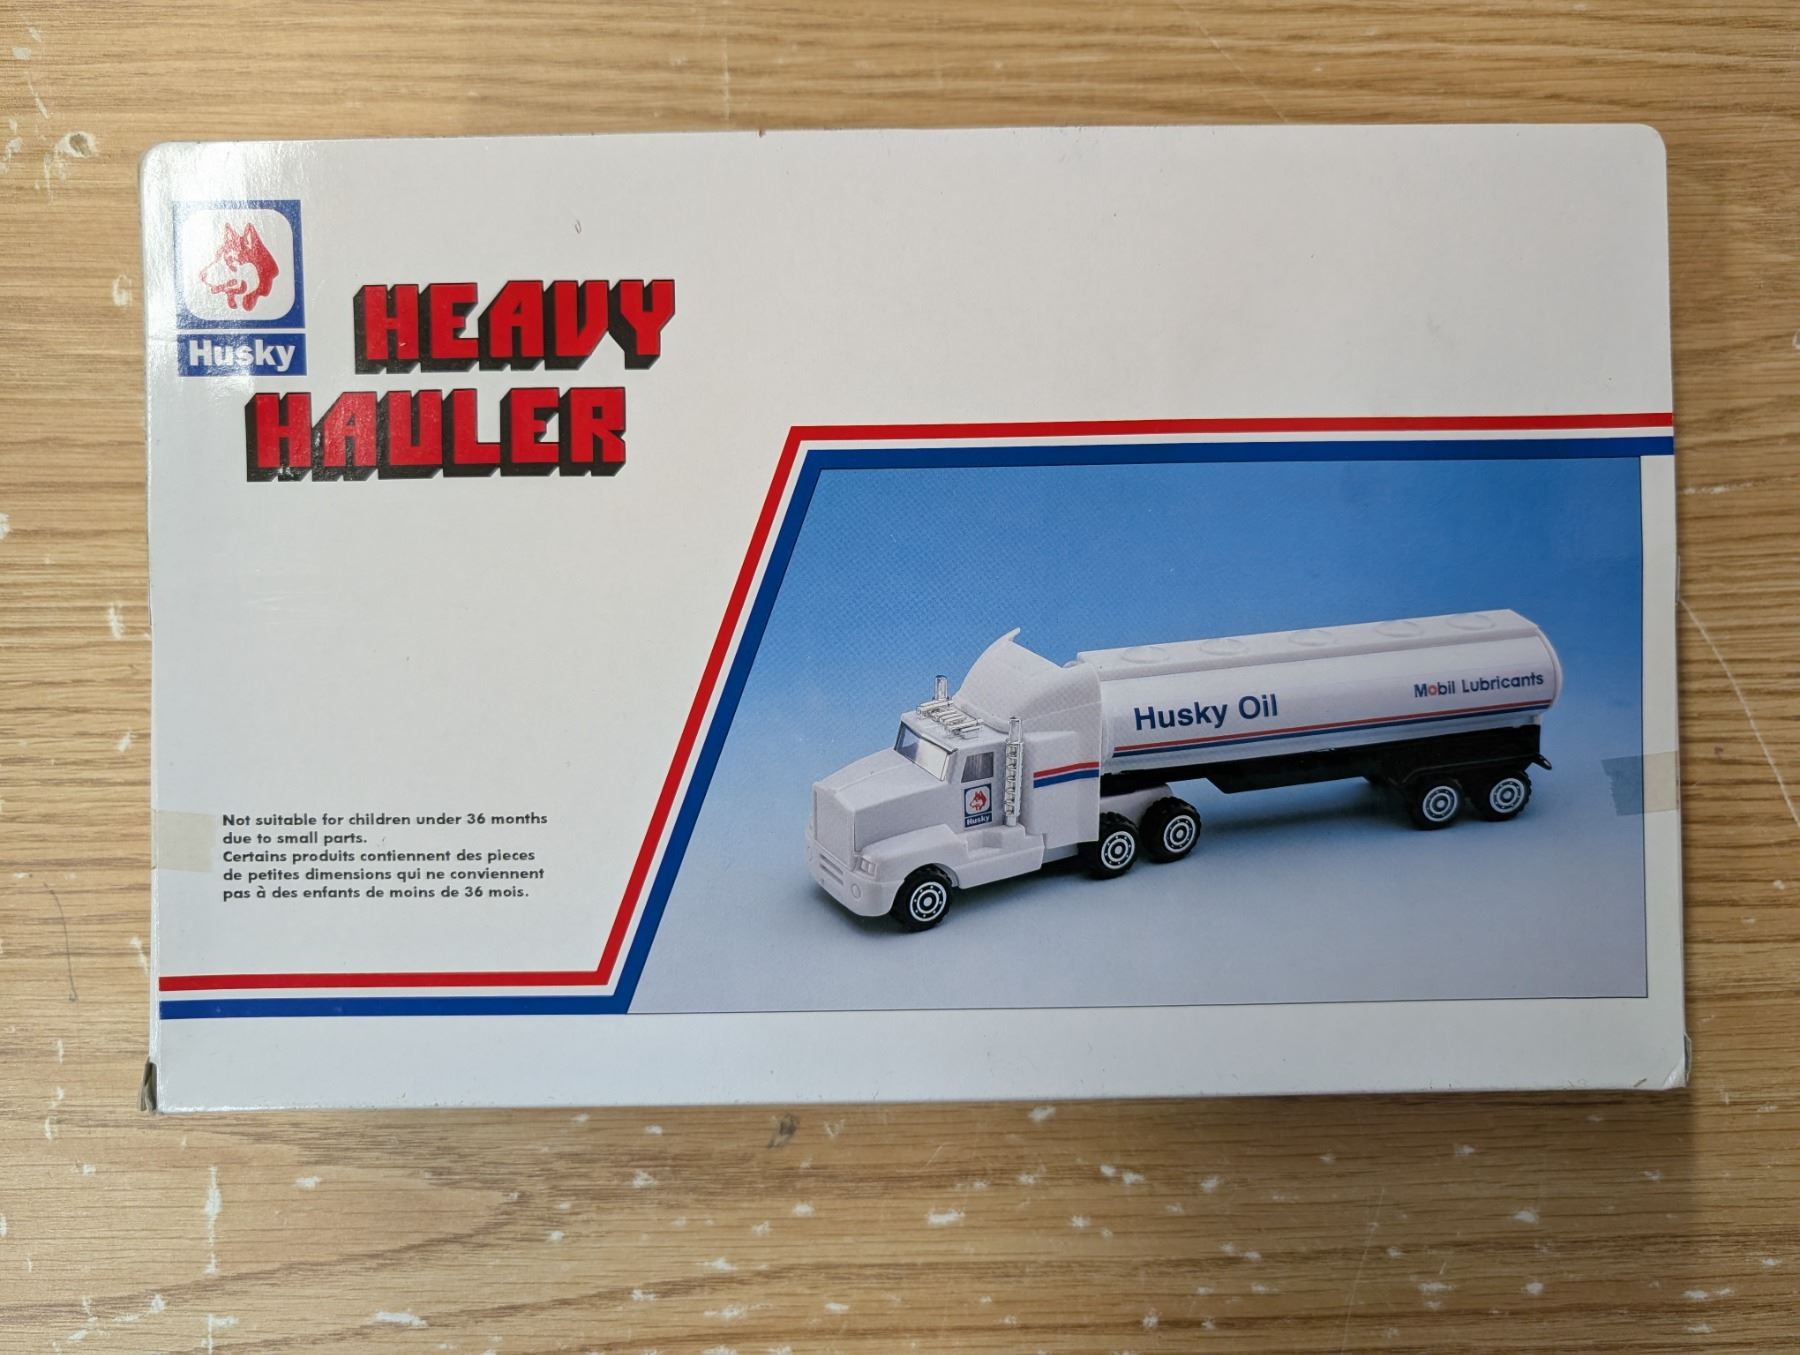 Husky
HEAVY
HAULER
Husky Oil
Mobil Lubricants
Husky
Not suitable for children under 36 months
due to small parts.
Certains produits contiennent des pieces
de petites dimensions qui ne conviennent
pas à des enfants de moins de 36 mois.